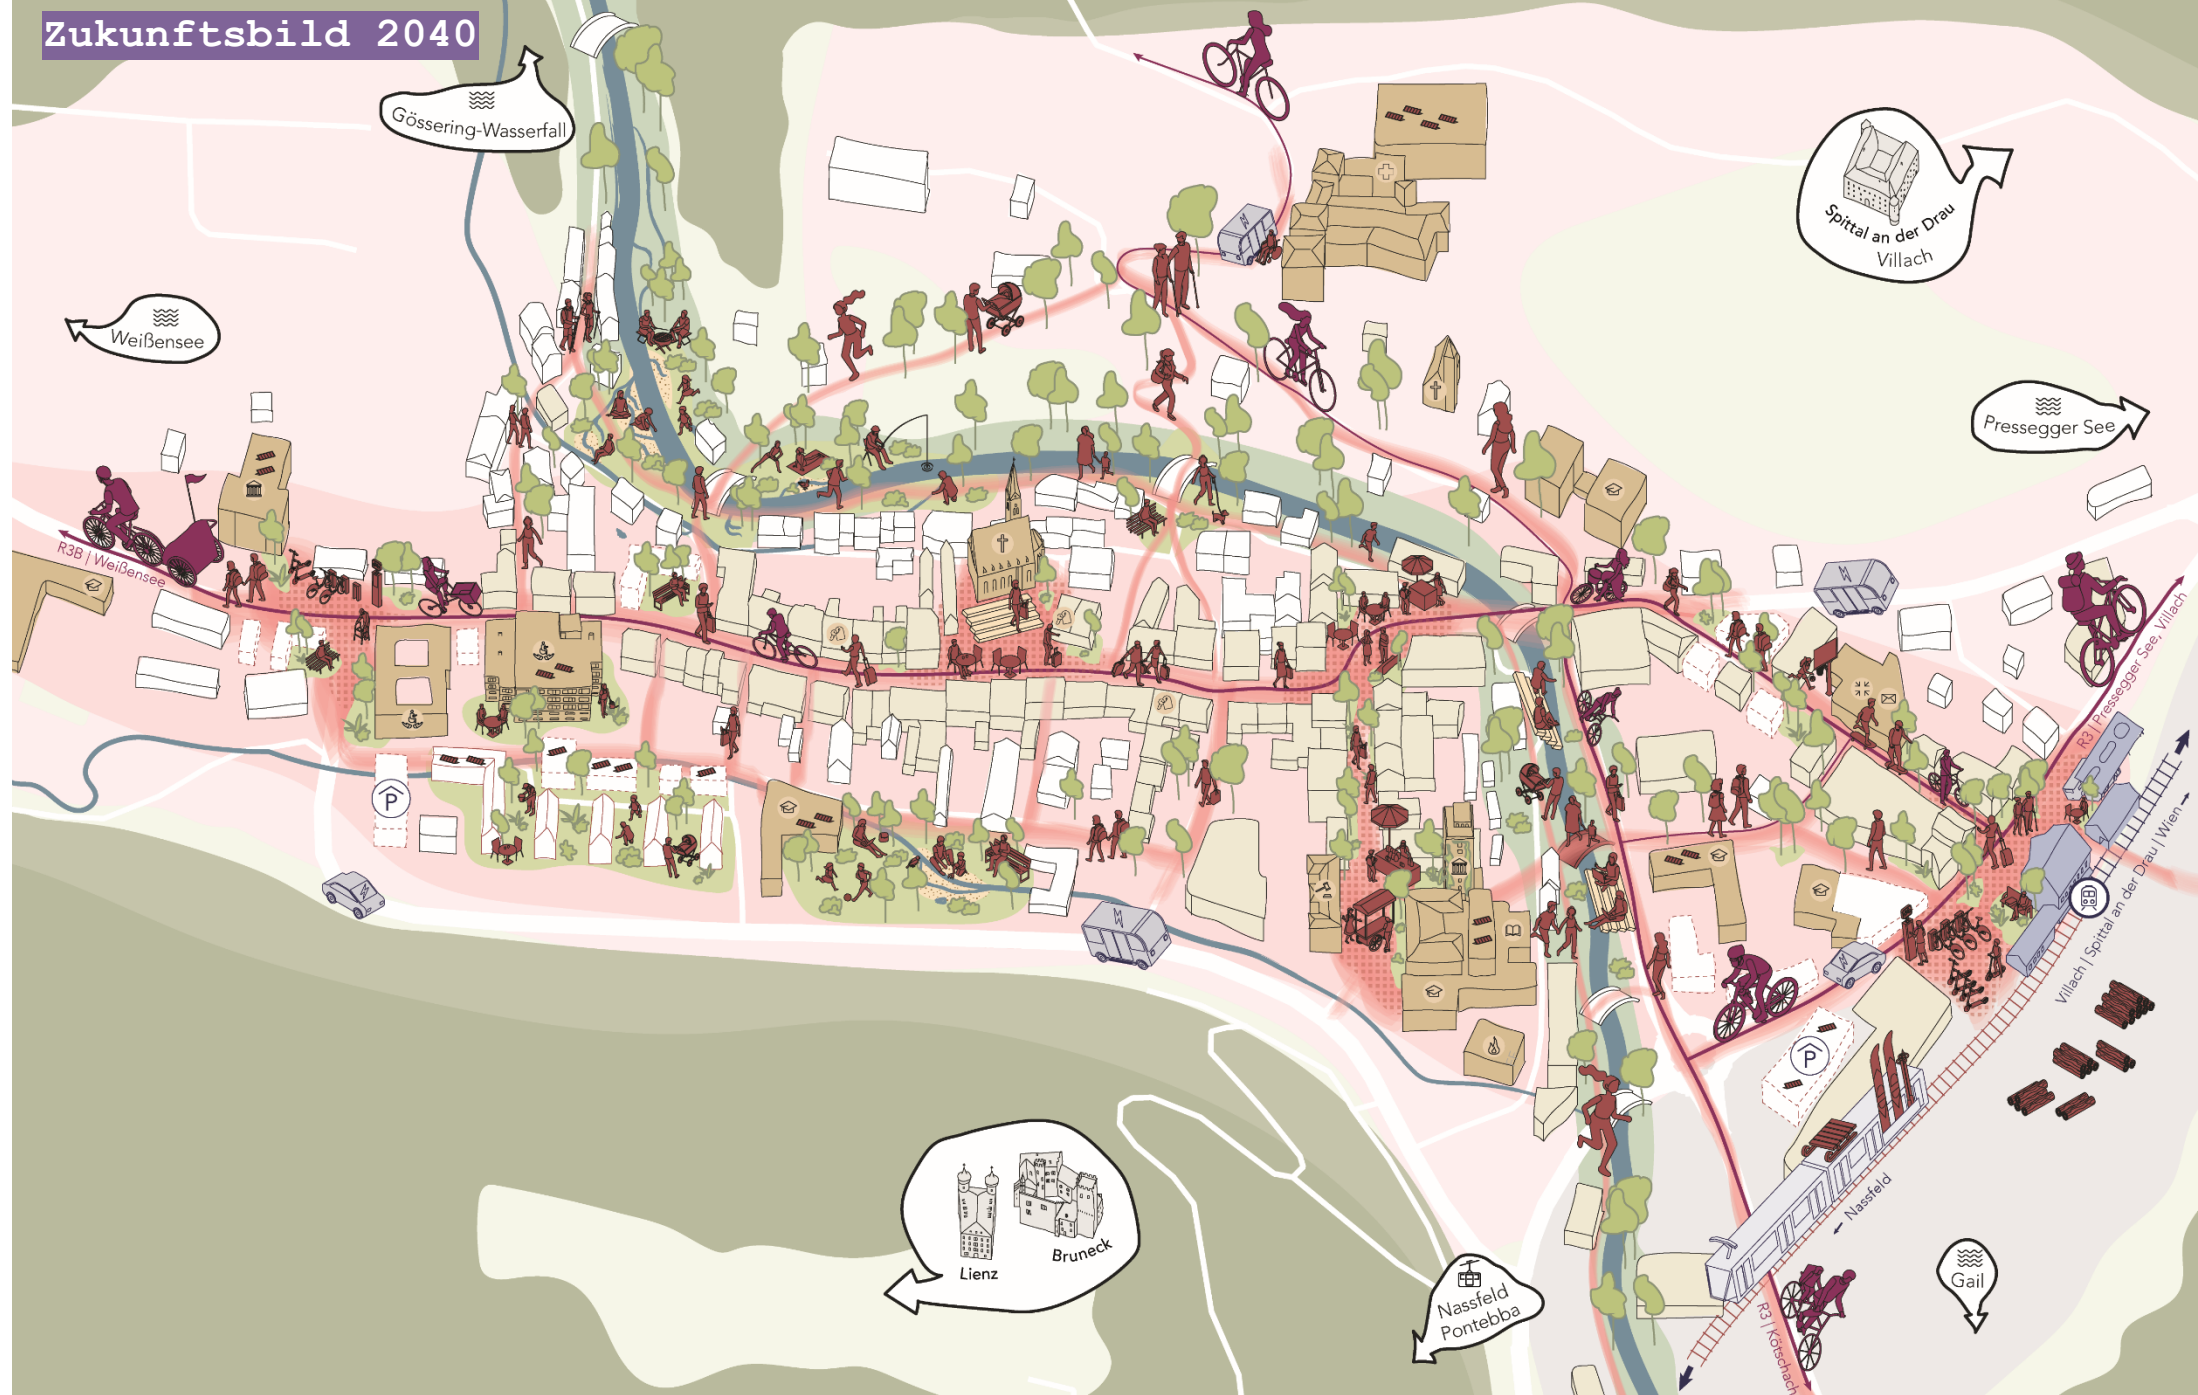 Zukunftsbild 2040
Gössering-Wasserfall
Spittal an der Drau
Villach
Weißensee
Pressegger See
R3B | Weißensee
R3 | Pressegger See, Villach
P
Villach | Spittal an der Drau | Wien →
P
← Nassfeld
Lienz
Bruneck
Nassfeld
Pontebba
Gail
R3 | Kötschach